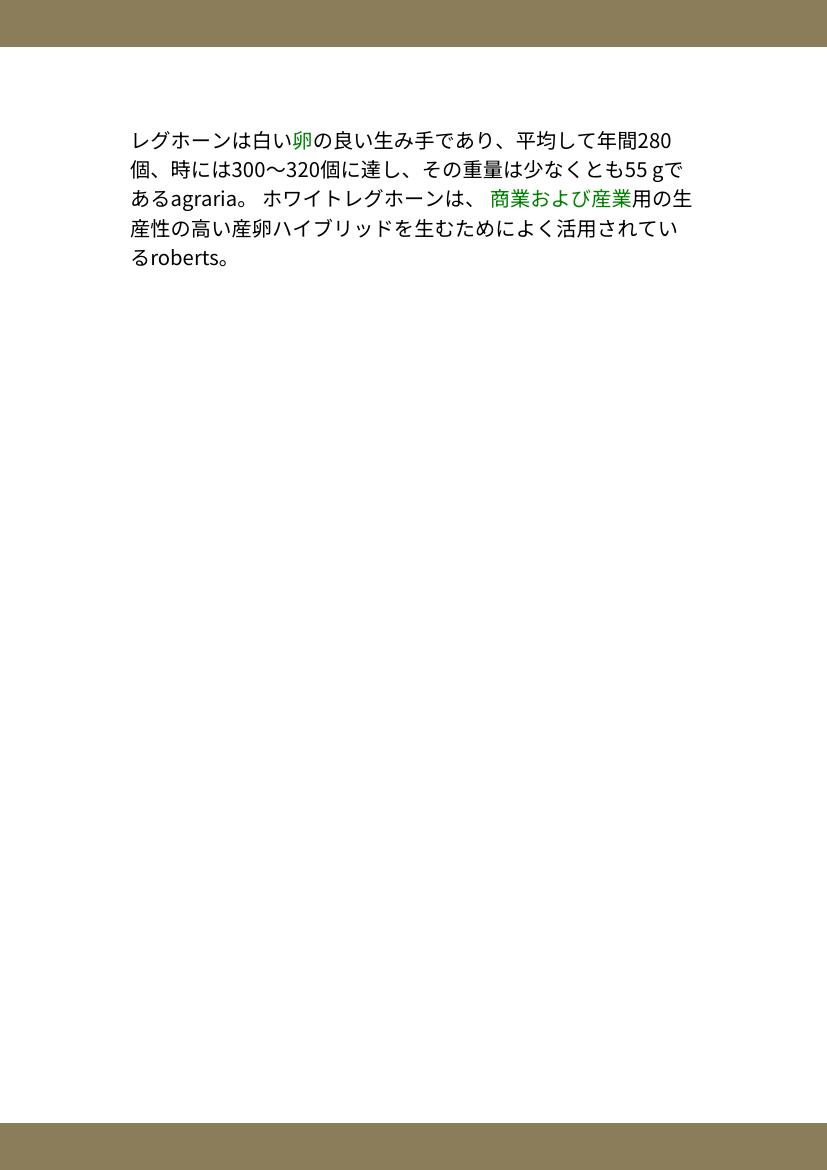 レグホーンは白い卵の良い生み手であり、平均して年間280
個、時には300〜320個に達し、その重量は少なくとも55 gで
あるagraria。 ホワイトレグホーンは、 商業および産業用の生
産性の高い産卵ハイブリッドを生むためによく活用されてい
るroberts。